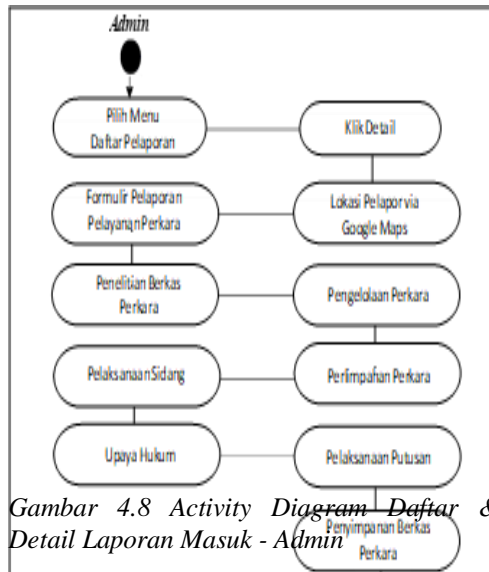 Admin
Pilih Menu
Daftar Pelaporan
Klik Detail
Lokasi Pelapor via
Google Maps
Formulir Pelaporan
Pelayanan Perkara
Penelitian Berkas
Perkara
Pengelolaan Perkara
Perlimpahan Perkara
Pelaksanaan Sidang
Upaya Hukum
Pelaksanaan Putusan
Penyimpanan Berkas
Perkara
Gambar 4.8 Activity Diagram Daftar &
Detail Laporan Masuk - Admin